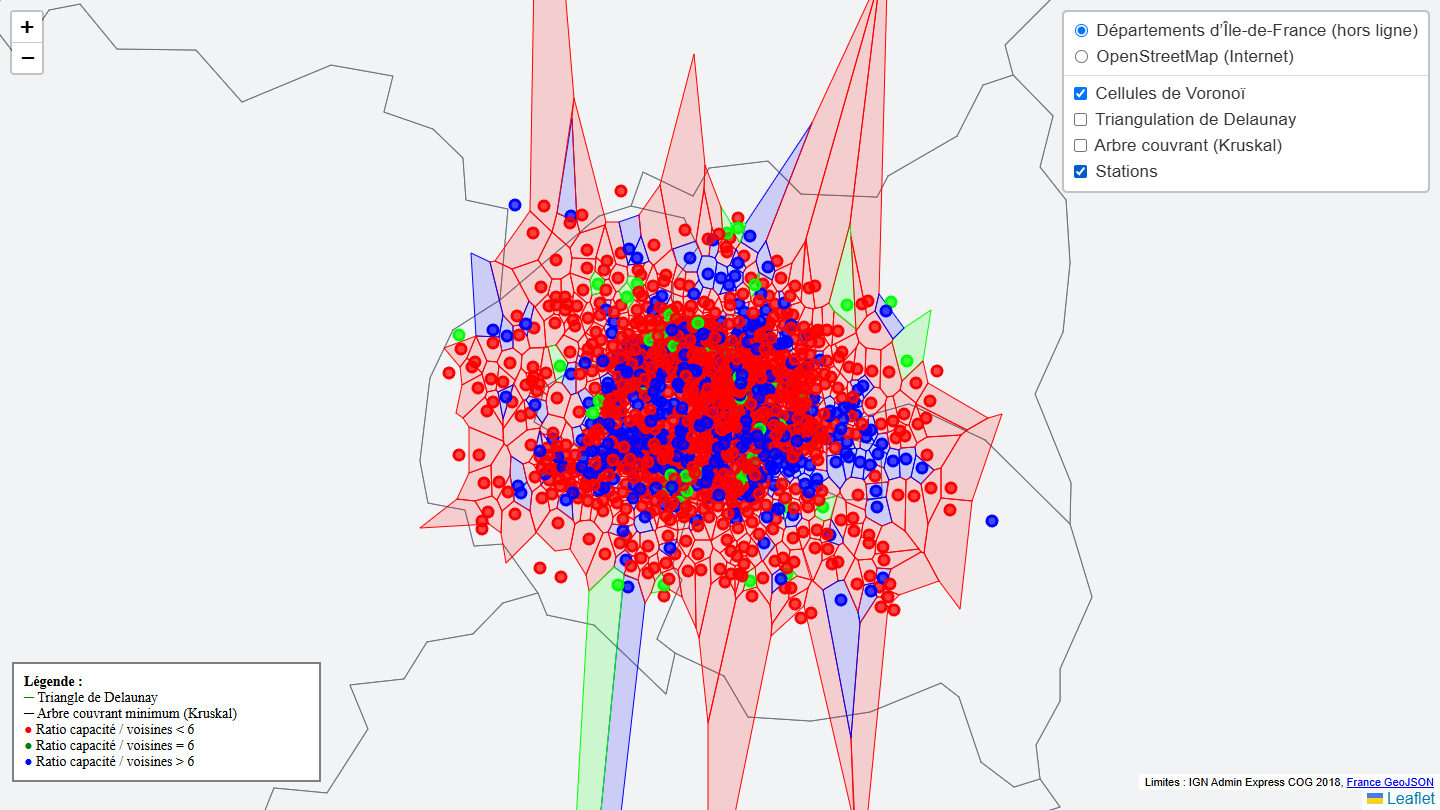 +
−
Départements d’Île-de-France (hors ligne)
OpenStreetMap (Internet)
Cellules de Voronoï
Triangulation de Delaunay
Arbre couvrant (Kruskal)
Stations
Légende :
— Triangle de Delaunay
— Arbre couvrant minimum (Kruskal)
● Ratio capacité / voisines < 6
● Ratio capacité / voisines = 6
● Ratio capacité / voisines > 6
Limites : IGN Admin Express COG 2018, France GeoJSON
Leaflet